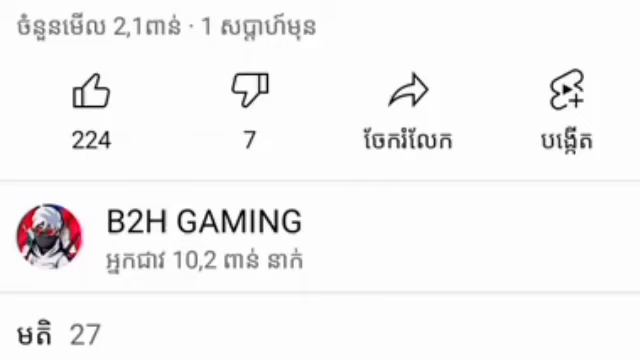 ចំនួនមើល 2,1ពាន់ · 1 សប្ដាហ៍មុន
224 7 ចែករំលែក បង្កើត
B2H GAMING
អ្នកជាវ 10,2 ពាន់ នាក់
មតិ 27